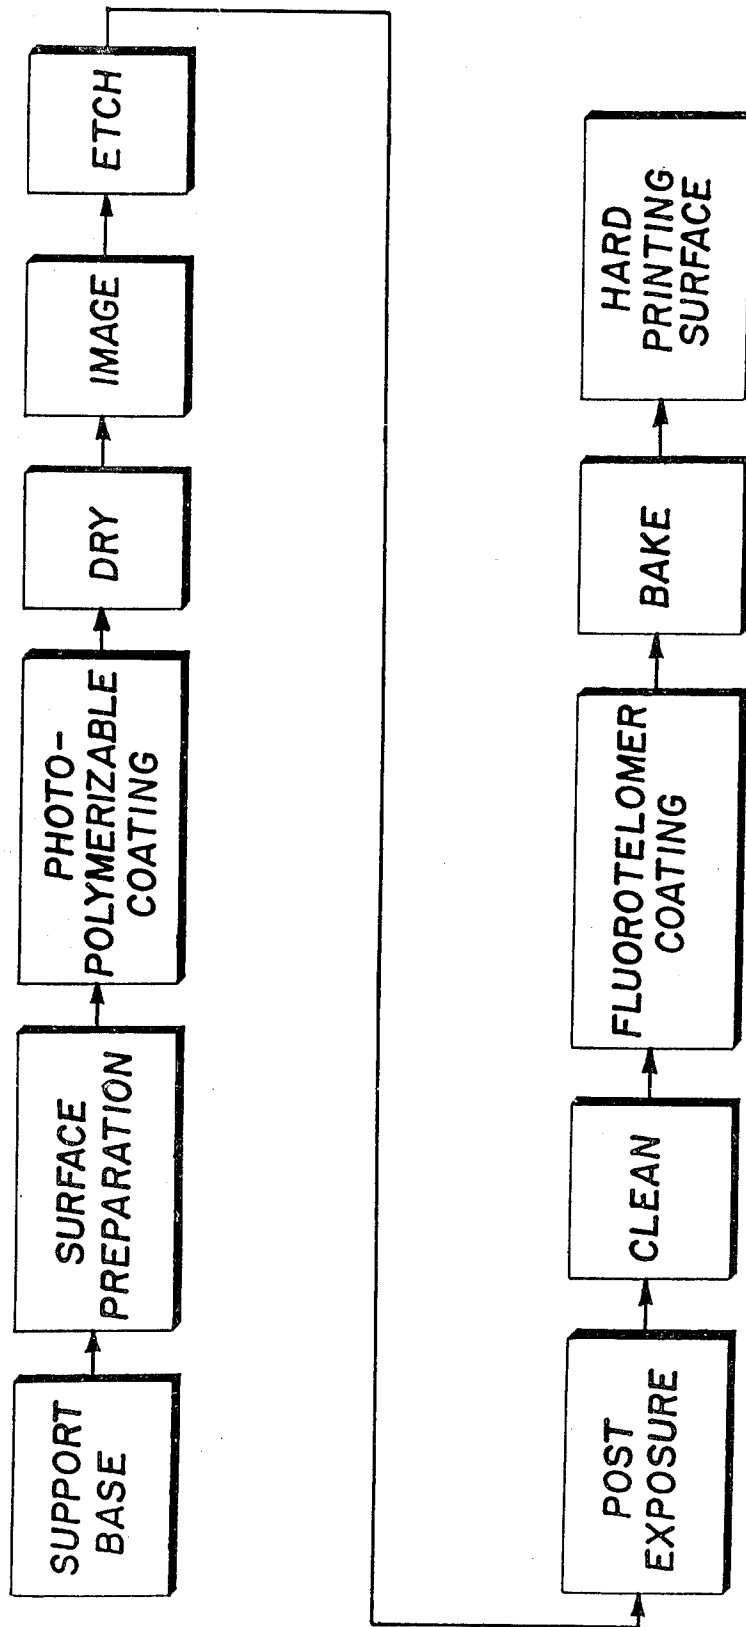 SUPPORT
BASE
SURFACE
PREPARATION
PHOTO-
POLYMERIZABLE
COATING
DRY
IMAGE
ETCH
POST
EXPOSURE
CLEAN
FLUOROTELOMER
COATING
BAKE
HARD
PRINTING
SURFACE